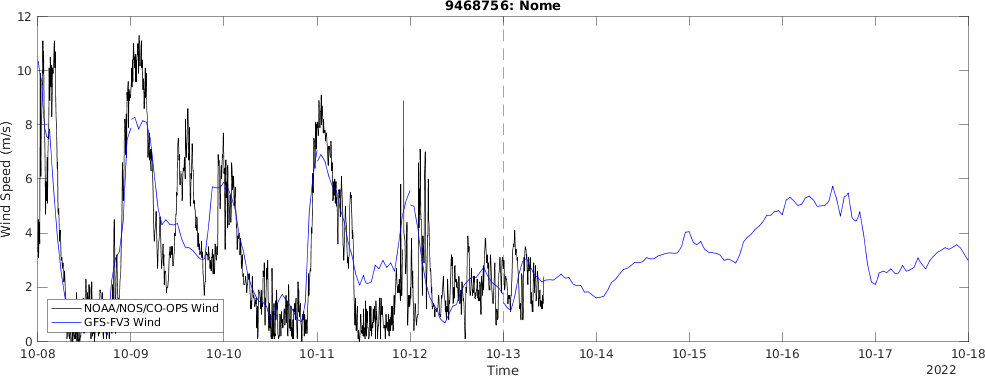 9468756: Nome
12
10
8
6
4
2
0
Wind Speed (m/s)
NOAA/NOS/CO-OPS Wind
GFS-FV3 Wind
10-08 10-09 10-10 10-11 10-12 10-13 10-14 10-15 10-16 10-17 10-18
Time
2022